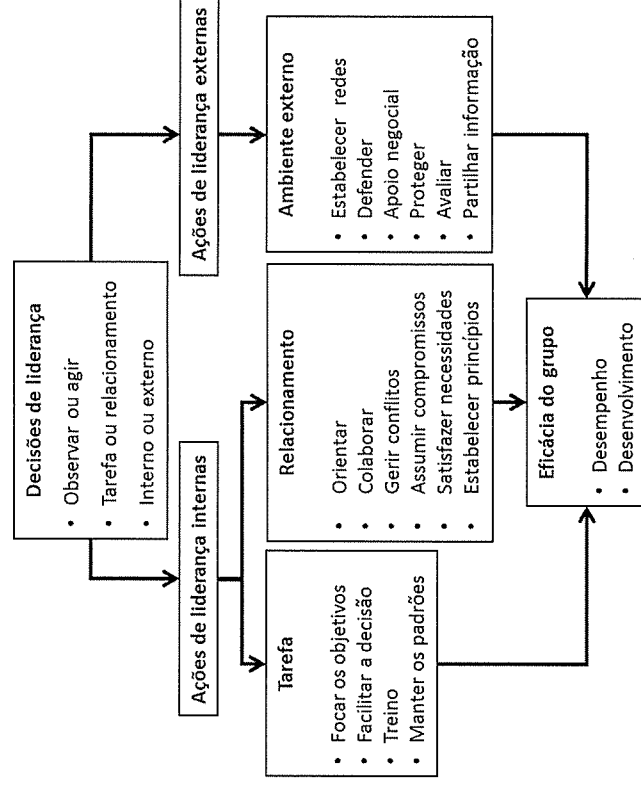 Decisões de liderança
• Observar ou agir
• Tarefa ou relacionamento
• Interno ou externo
Ações de liderança internas
Ações de liderança externas
Tarefa
• Focar os objetivos
• Facilitar a decisão
• Treino
• Manter os padrões
Relacionamento
• Orientar
• Colaborar
• Gerir conflitos
• Assumir compromissos
• Satisfazer necessidades
• Estabelecer princípios
Ambiente externo
• Estabelecer redes
• Defender
• Apoio negocial
• Proteger
• Avaliar
• Partilhar informação
Eficácia do grupo
• Desempenho
• Desenvolvimento